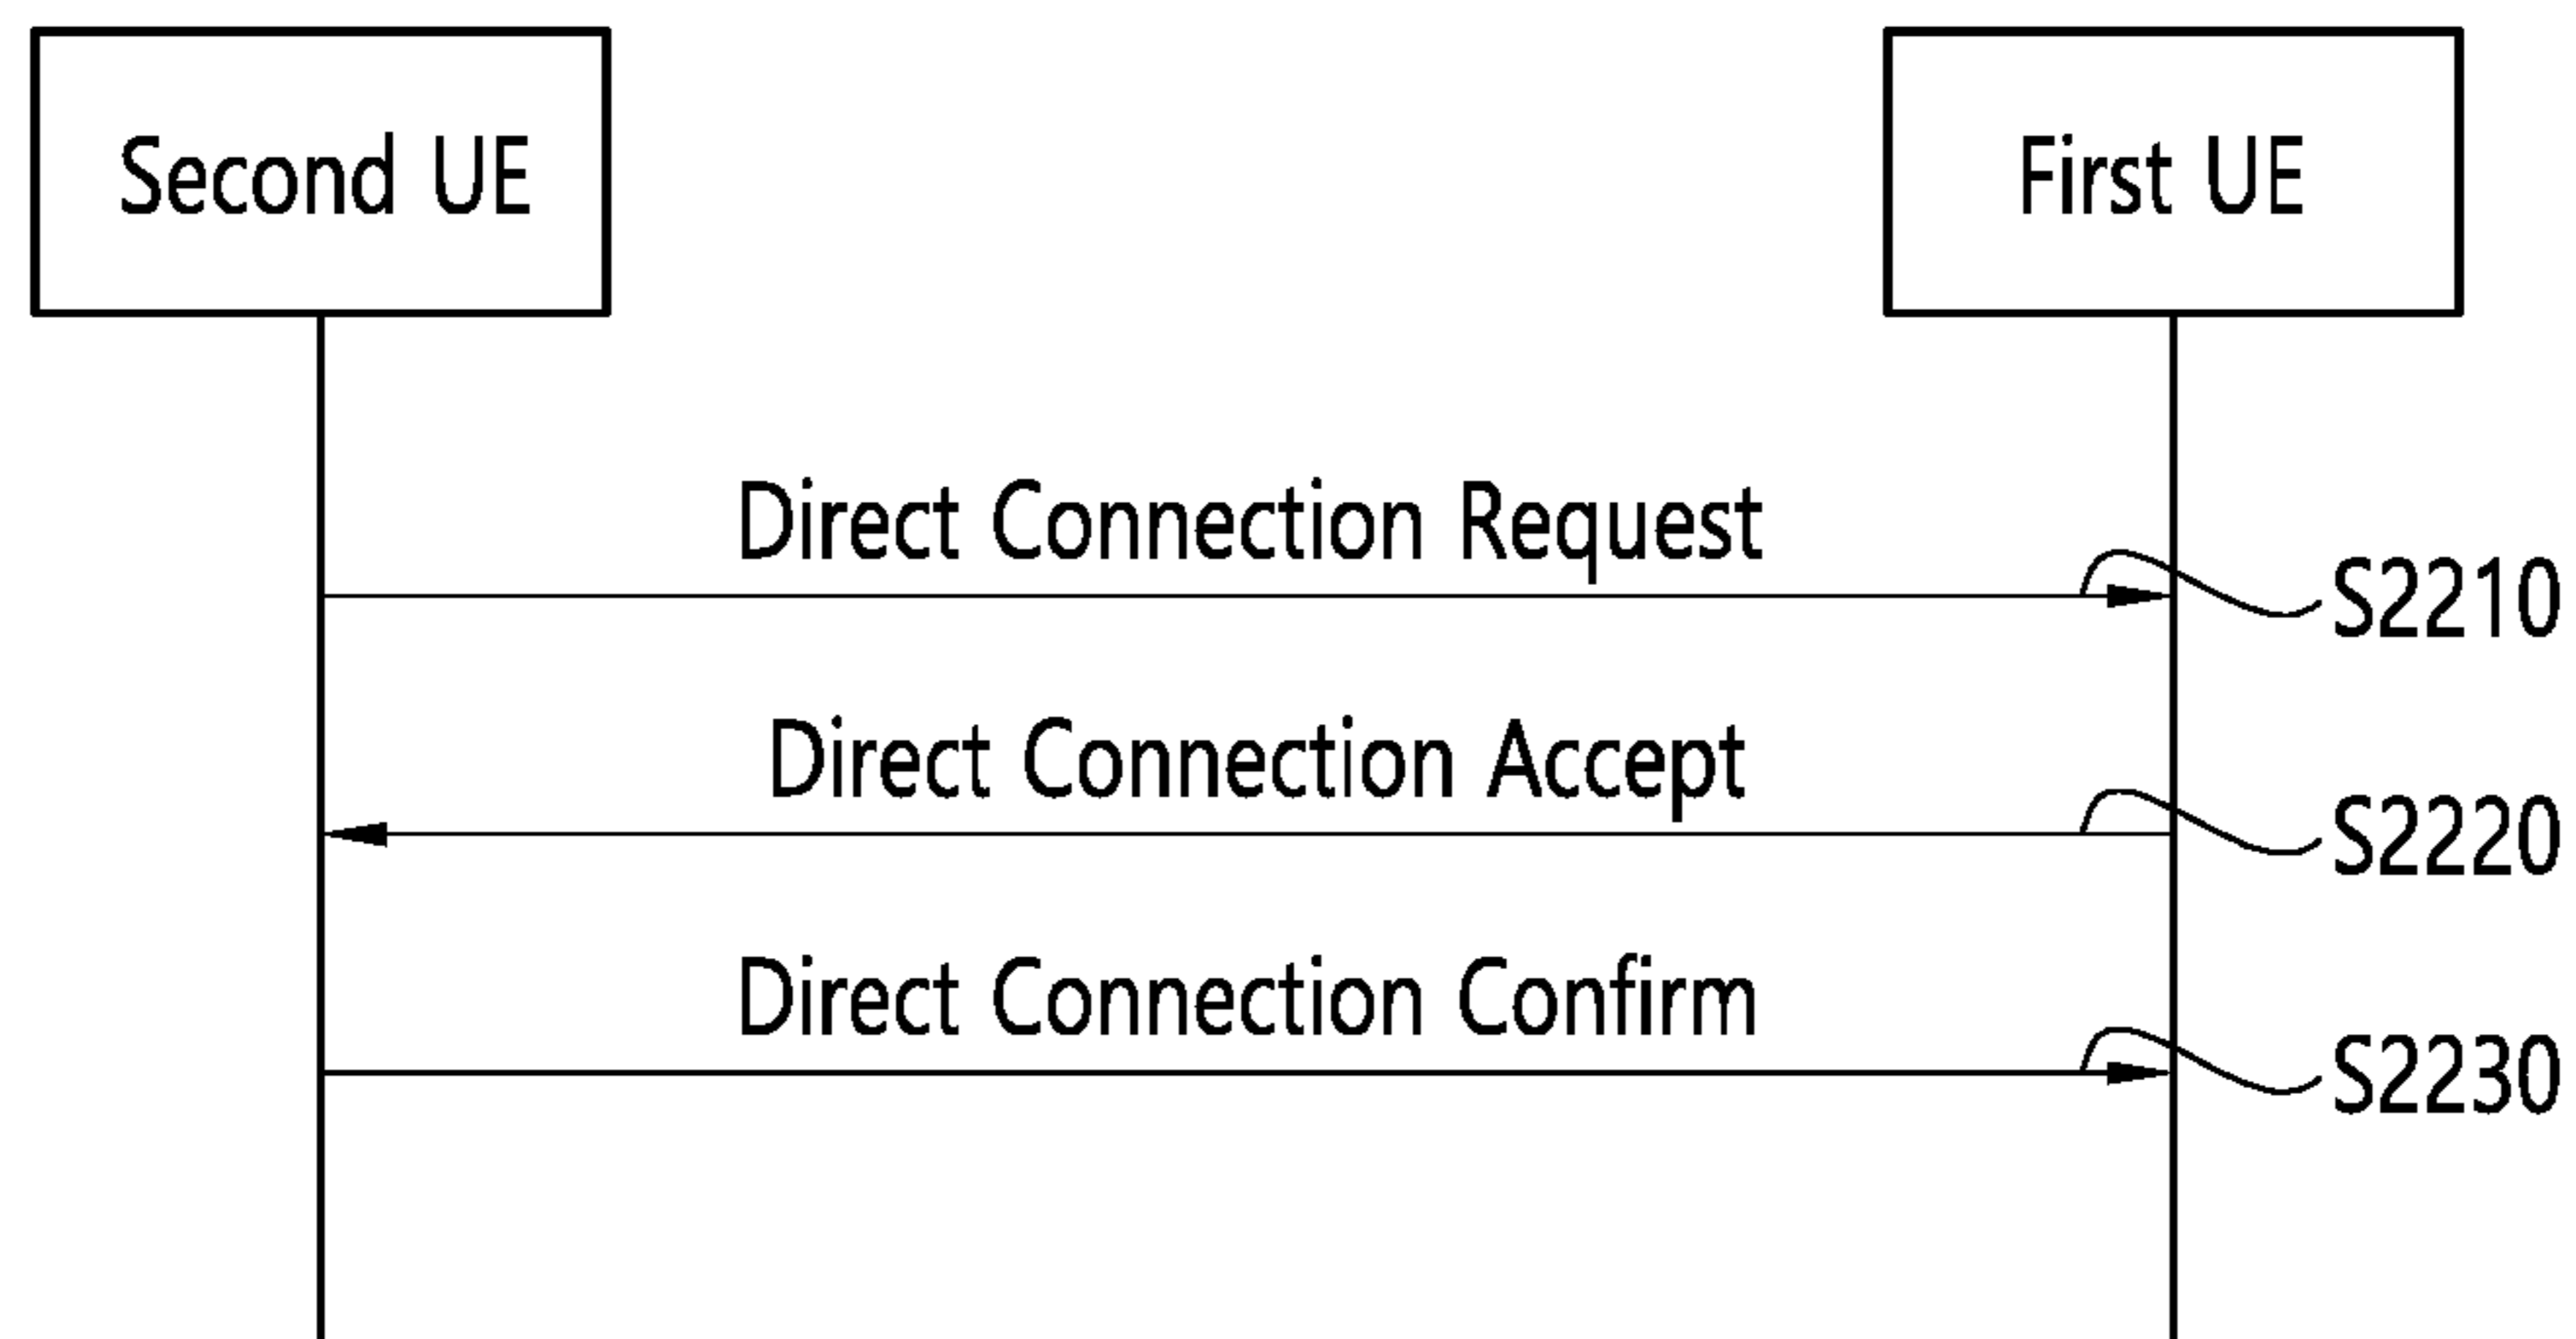 Second UE
First UE
Direct Connection Request
S2210
Direct Connection Accept
S2220
Direct Connection Confirm
S2230